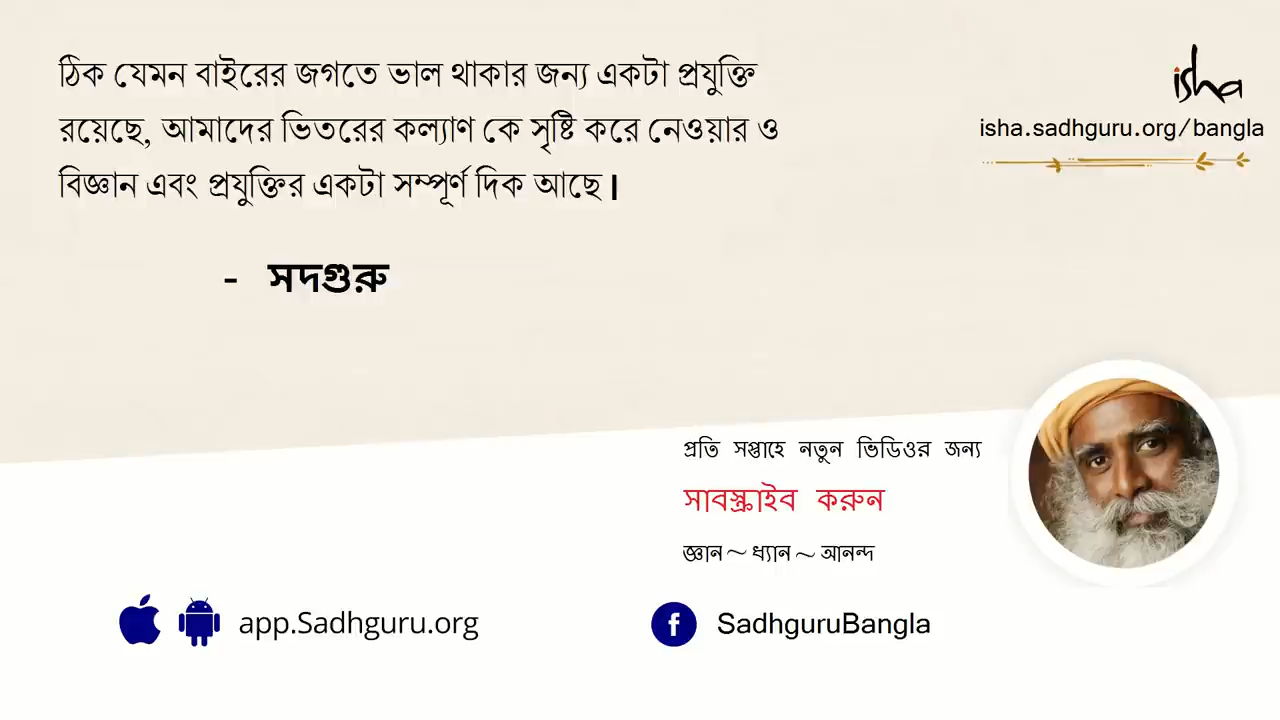 ঠিক যেমন বাইরের জগতে ভাল থাকার জন্য একটা প্রযুক্তি
রয়েছে, আমাদের ভিতরের কল্যাণ কে সৃষ্টি করে নেওয়ার ও
বিজ্ঞান এবং প্রযুক্তির একটা সম্পূর্ণ দিক আছে।
- সদগুরু
isha
isha.sadhguru.org/bangla
প্রতি সপ্তাহে নতুন ভিডিওর জন্য
সাবস্ক্রাইব করুন
জ্ঞান ~ ধ্যান ~ আনন্দ
app.Sadhguru.org
f SadhguruBangla